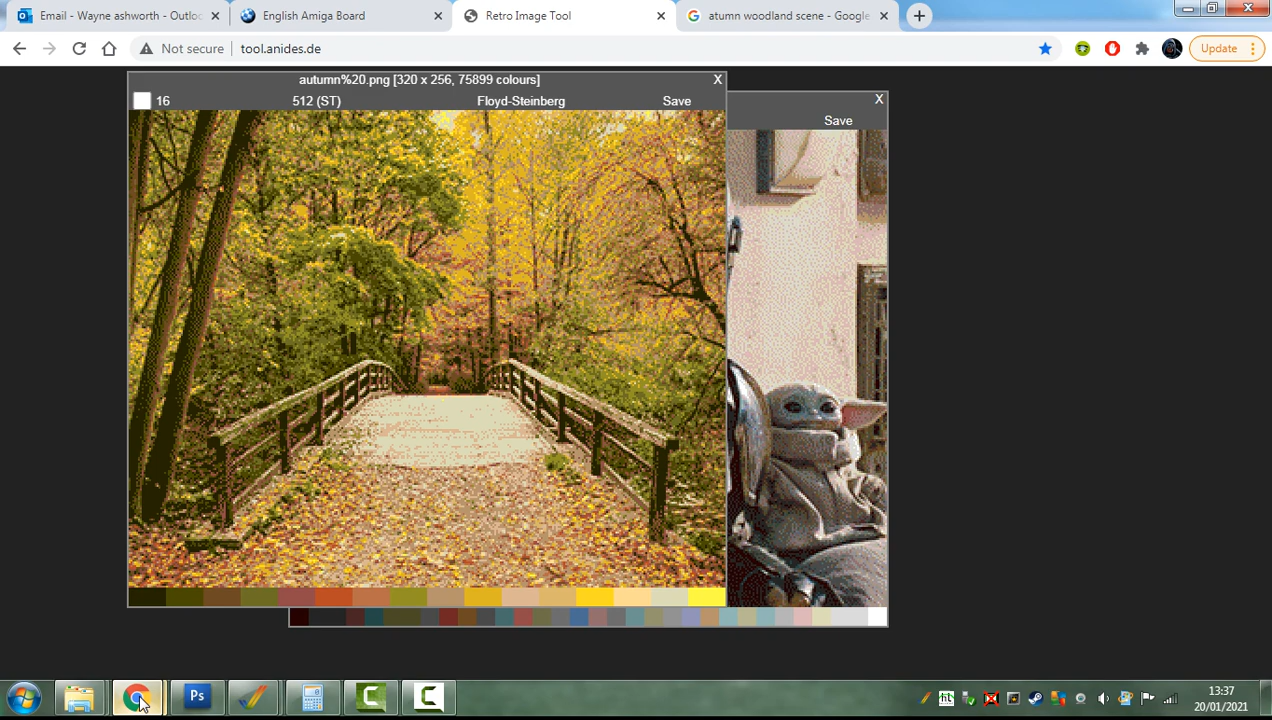 Email - Wayne ashworth - Outloo
English Amiga Board
Retro Image Tool
atumn woodland scene - Google
Not secure
tool.anides.de
Update
autumn%20.png [320 x 256, 75899 colours]
X
16
512 (ST)
Floyd-Steinberg
Save
X
Save
Ps
13:37
20/01/2021